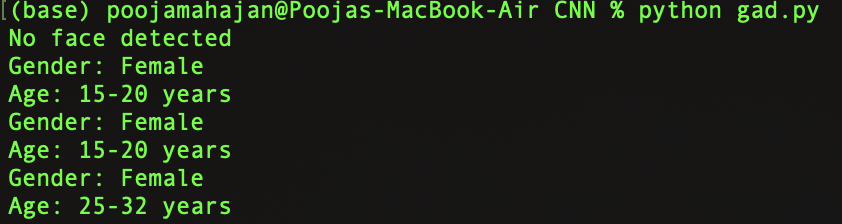 [(base) poojamahajan@Poojas-MacBook-Air CNN % python gad.py
No face detected
Gender: Female
Age: 15-20 years
Gender: Female
Age: 15-20 years
Gender: Female
Age: 25-32 years